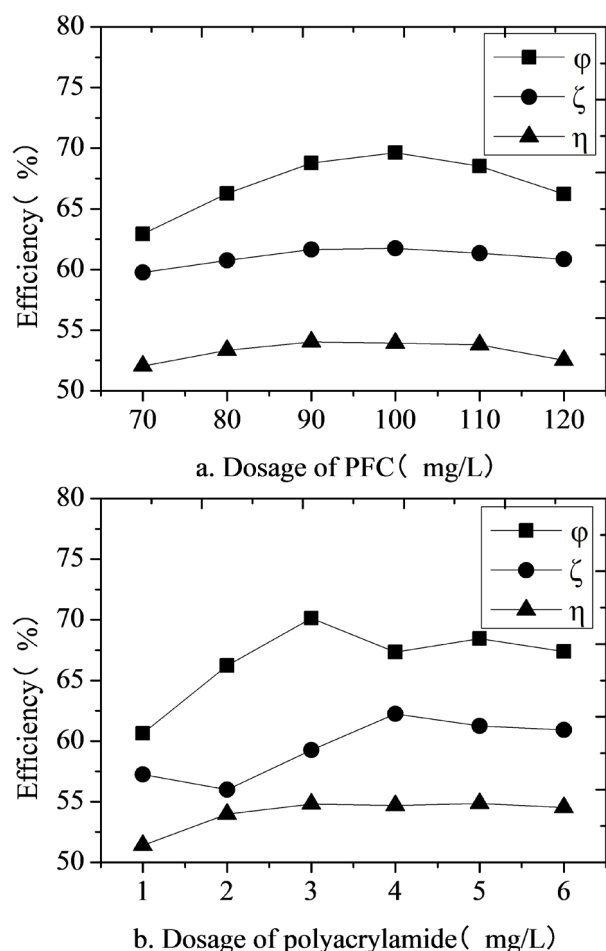 80
75
70
65
60
55
50
Efficiency( %)
φ
ζ
η
70 80 90 100 110 120
a. Dosage of PFC( mg/L)
80
75
70
65
60
55
50
Efficiency( %)
φ
ζ
η
1 2 3 4 5 6
b. Dosage of polyacrylamide( mg/L)